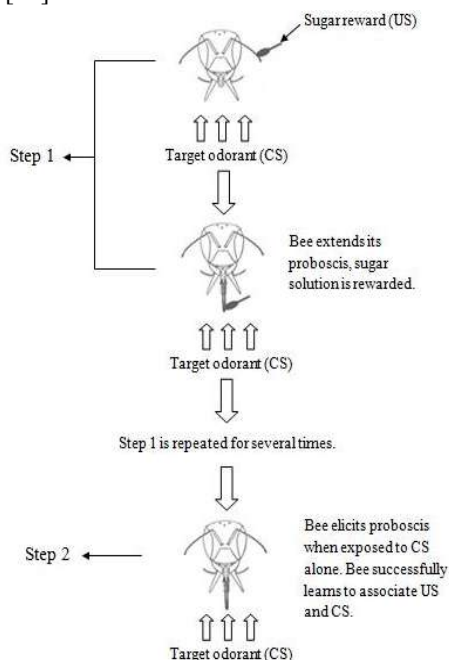 Sugar reward (US)
Step 1
Target odorant (CS)
Bee extends its
proboscis, sugar
solution is rewarded.
Target odorant (CS)
Step 1 is repeated for several times.
Step 2
Bee elicits proboscis
when exposed to CS
alone. Bee successfully
learns to associate US
and CS.
Target odorant (CS)